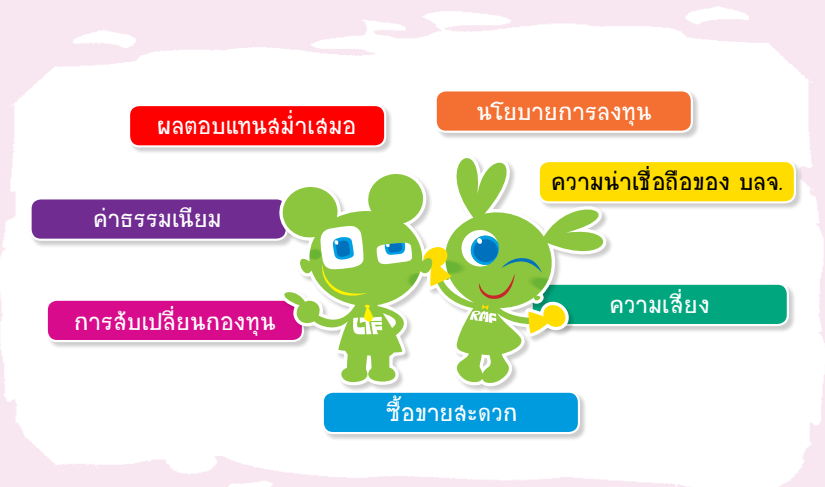 นโยบายการลงทุน
ผลตอบแทนสม่ำเสมอ
ความน่าเชื่อถือของ บลจ.
ค่าธรรมเนียม
ความเสี่ยง
การสับเปลี่ยนกองทุน
LTF
RMF
ซื้อขายสะดวก